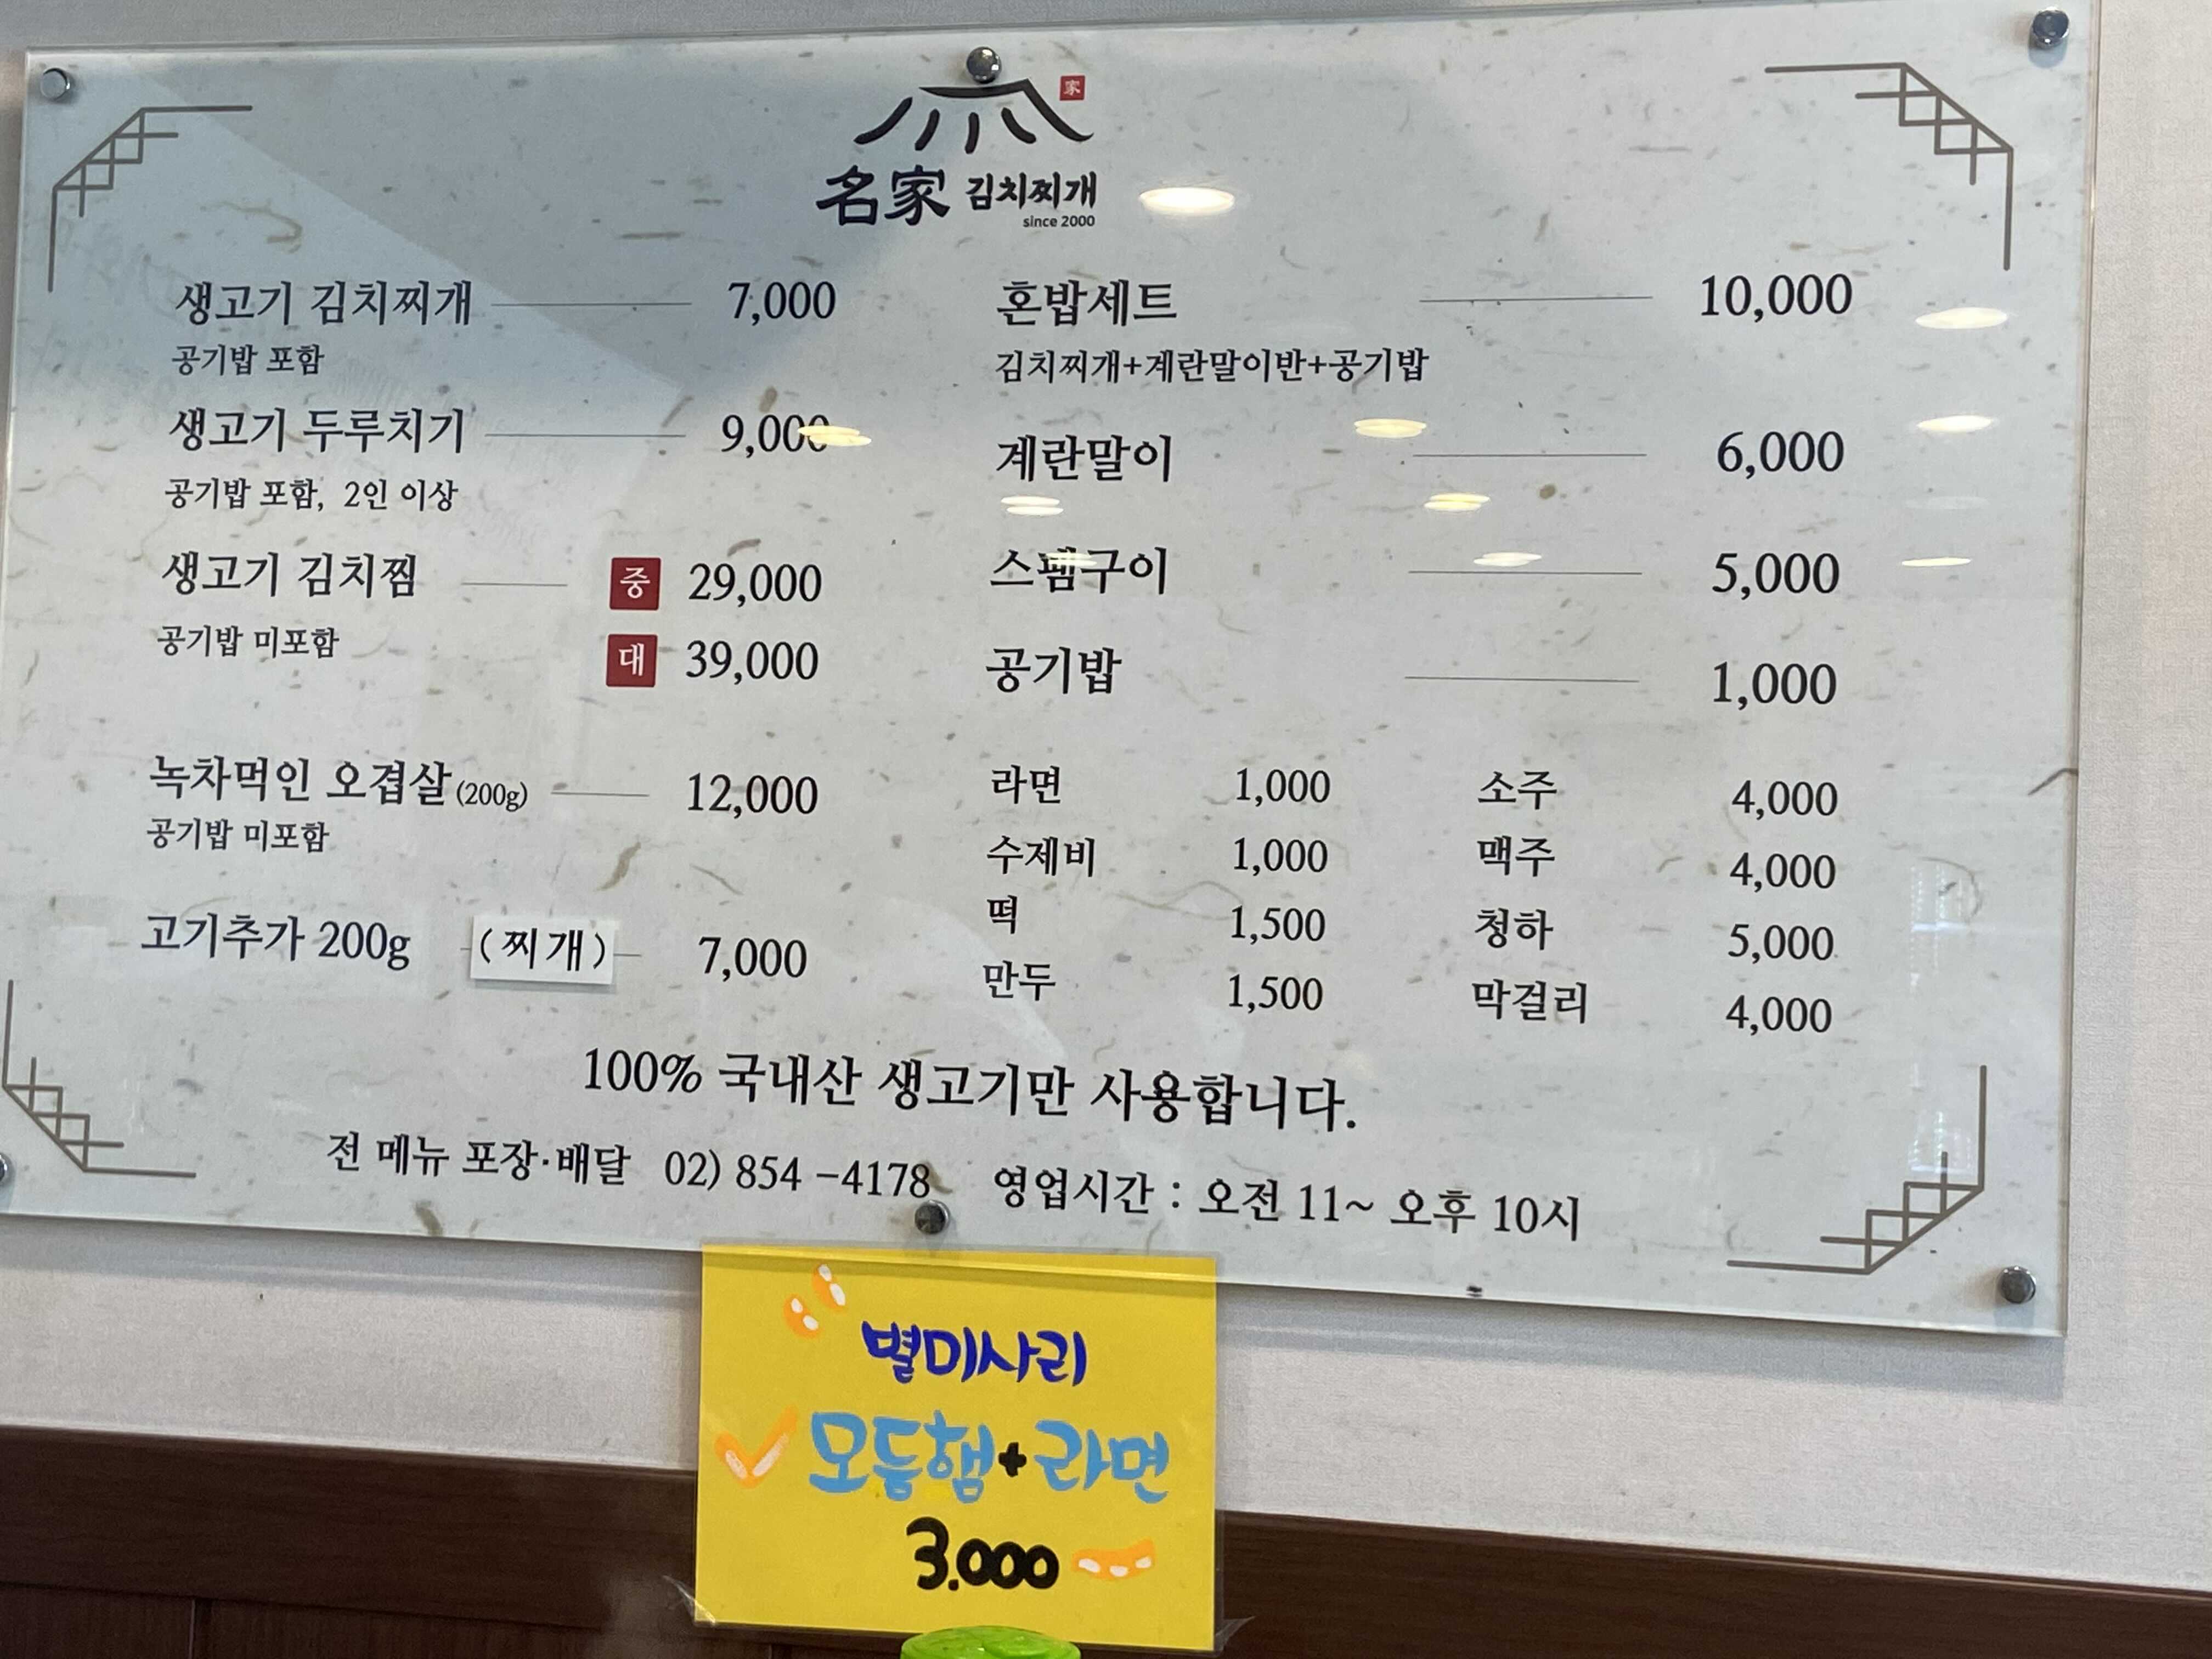 家
名家 김치찌개
since 2000
생고기 김치찌개 7,000
공기밥 포함
생고기 두루치기 9,000
공기밥 포함, 2인 이상
생고기 김치찜 중 29,000
공기밥 미포함 대 39,000
녹차먹인 오겹살 (200g) 12,000
공기밥 미포함
고기추가 200g (찌개) 7,000
혼밥세트 10,000
김치찌개+계란말이반+공기밥
계란말이 6,000
스팸구이 5,000
공기밥 1,000
라면 1,000
수제비 1,000
떡 1,500
만두 1,500
소주 4,000
맥주 4,000
청하 5,000
막걸리 4,000
100% 국내산 생고기만 사용합니다.
전 메뉴 포장·배달 02) 854 -4178 영업시간 : 오전 11~ 오후 10시
별미사리
모듬햄+라면
3.000